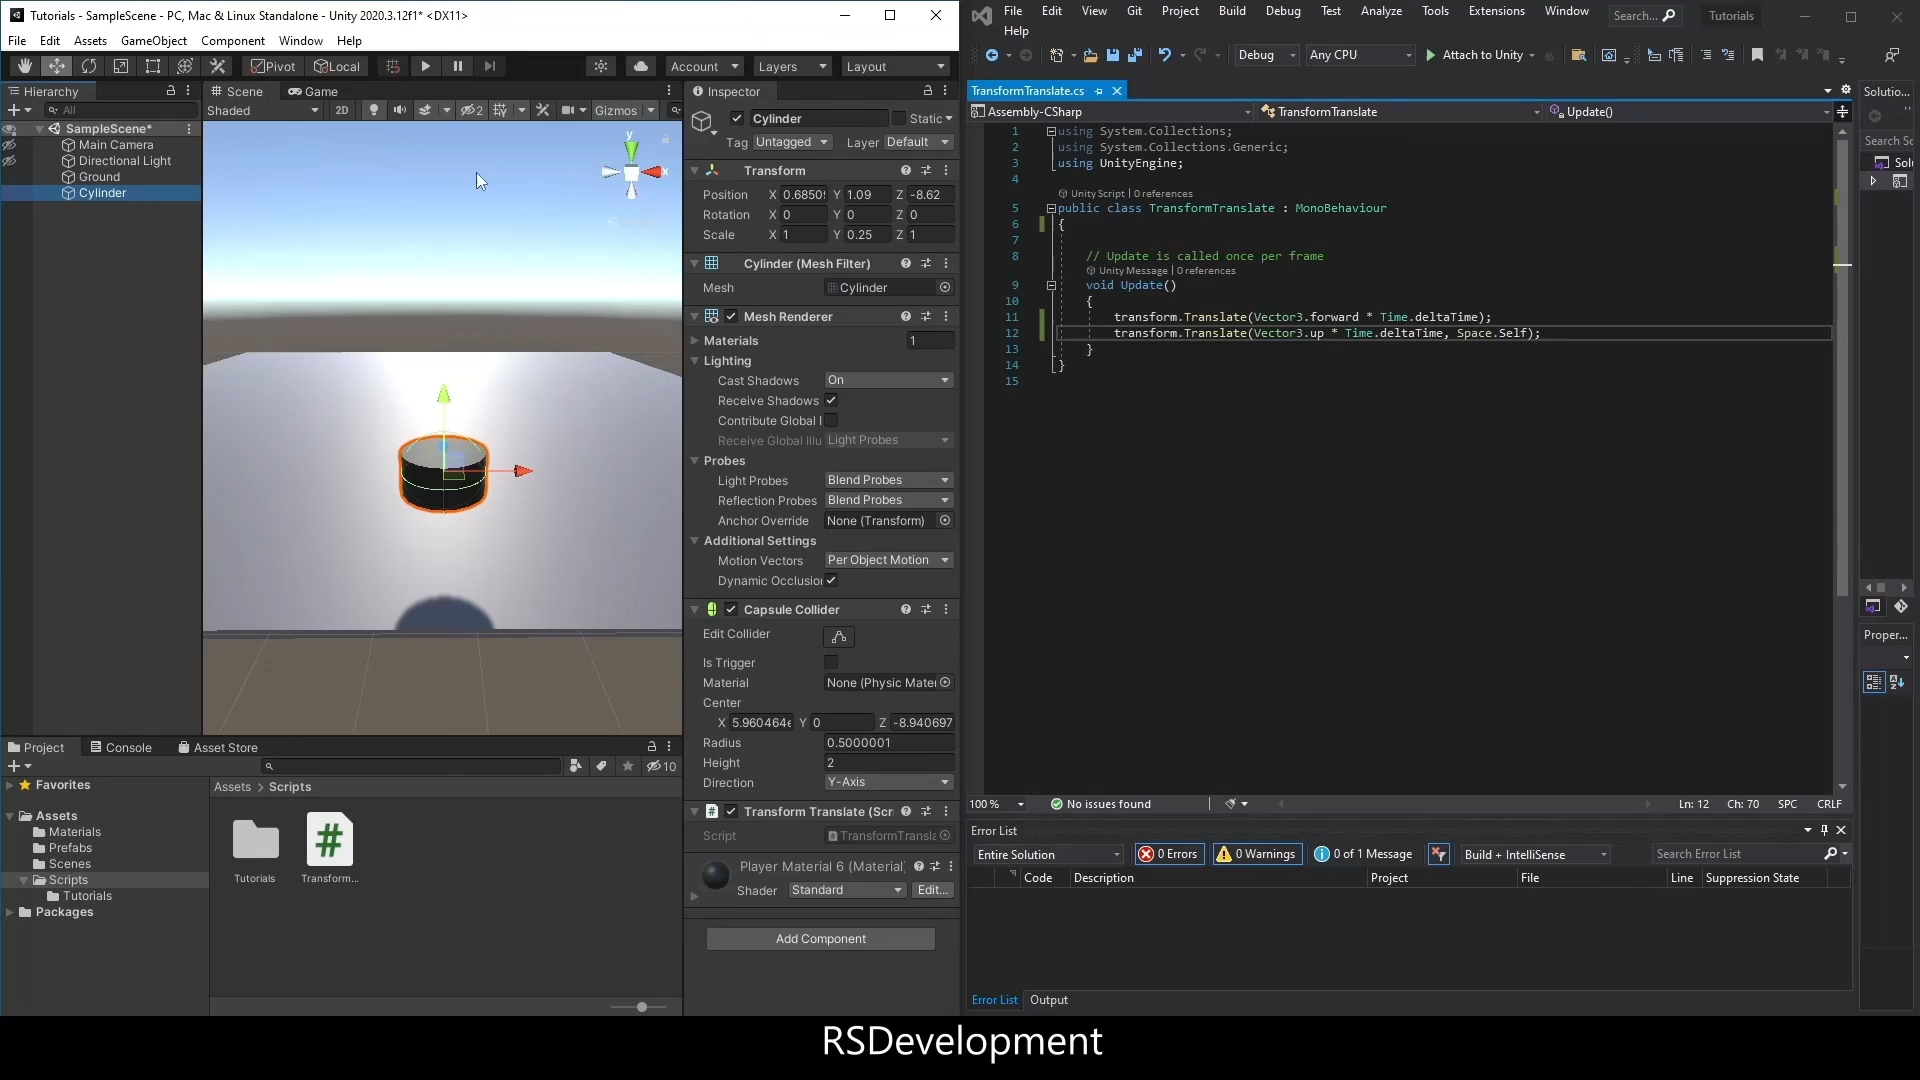 Tutorials - SampleScene - PC, Mac & Linux Standalone - Unity 2020.3.12f1* <DX11>
File Edit Assets GameObject Component Window Help
Pivot Local Account Layers Layout
Hierarchy
All
SampleScene*
Main Camera
Directional Light
Ground
Cylinder
Scene Game
Shaded 2D 2 Gizmos
y
x
Inspector
Cylinder Static
Tag Untagged Layer Default
Transform
Position X 0.6850 Y 1.09 Z -8.62
Rotation X 0 Y 0 Z 0
Scale X 1 Y 0.25 Z 1
Cylinder (Mesh Filter)
Mesh Cylinder
Mesh Renderer
Materials 1
Lighting
Cast Shadows On
Receive Shadows
Contribute Global I
Receive Global Illu Light Probes
Probes
Light Probes Blend Probes
Reflection Probes Blend Probes
Anchor Override None (Transform)
Additional Settings
Motion Vectors Per Object Motion
Dynamic Occlusion
Capsule Collider
Edit Collider
Is Trigger
Material None (Physic Mater
Center
X 5.960464e Y 0 Z -8.940697
Radius 0.5000001
Height 2
Direction Y-Axis
# Transform Translate (Scr
Script TransformTransla
Player Material 6 (Material)
Shader Standard Edit...
Add Component
Project Console Asset Store
10
Favorites
Assets
Materials
Prefabs
Scenes
Scripts
Tutorials
Packages
Assets > Scripts
#
Tutorials Transform...
File Edit View Git Project Build Debug Test Analyze Tools Extensions Window Search... Tutorials
Help
Debug Any CPU Attach to Unity
TransformTranslate.cs
Assembly-CSharp TransformTranslate Update()
1 using System.Collections;
2 using System.Collections.Generic;
3 using UnityEngine;
4
Unity Script | 0 references
5 public class TransformTranslate : MonoBehaviour
6 {
7
8 // Update is called once per frame
Unity Message | 0 references
9 void Update()
10 {
11 transform.Translate(Vector3.forward * Time.deltaTime);
12 transform.Translate(Vector3.up * Time.deltaTime, Space.Self);
13 }
14 }
15
100 % No issues found Ln: 12 Ch: 70 SPC CRLF
Error List
Entire Solution 0 Errors 0 Warnings 0 of 1 Message Build + IntelliSense Search Error List
Code Description Project File Line Suppression State
Error List Output
Solutio...
Search So
Sol
Proper...
RSDevelopment